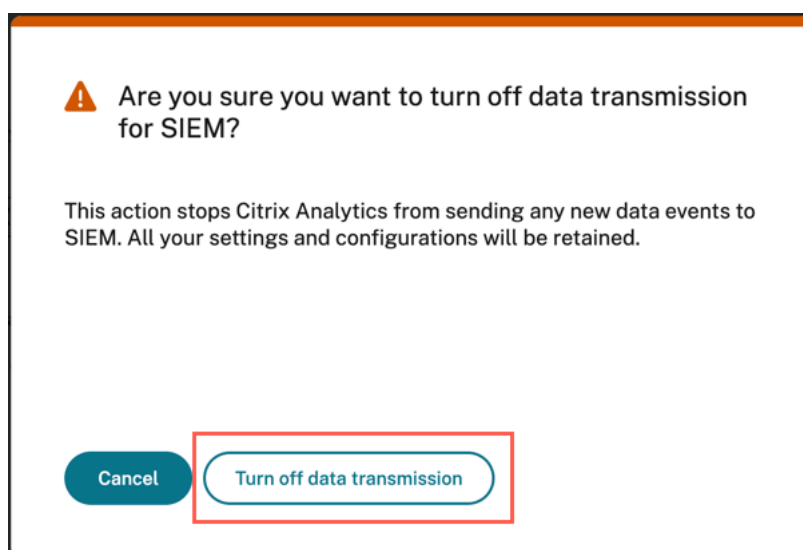 Are you sure you want to turn off data transmission
for SIEM?
This action stops Citrix Analytics from sending any new data events to
SIEM. All your settings and configurations will be retained.
Cancel
Turn off data transmission